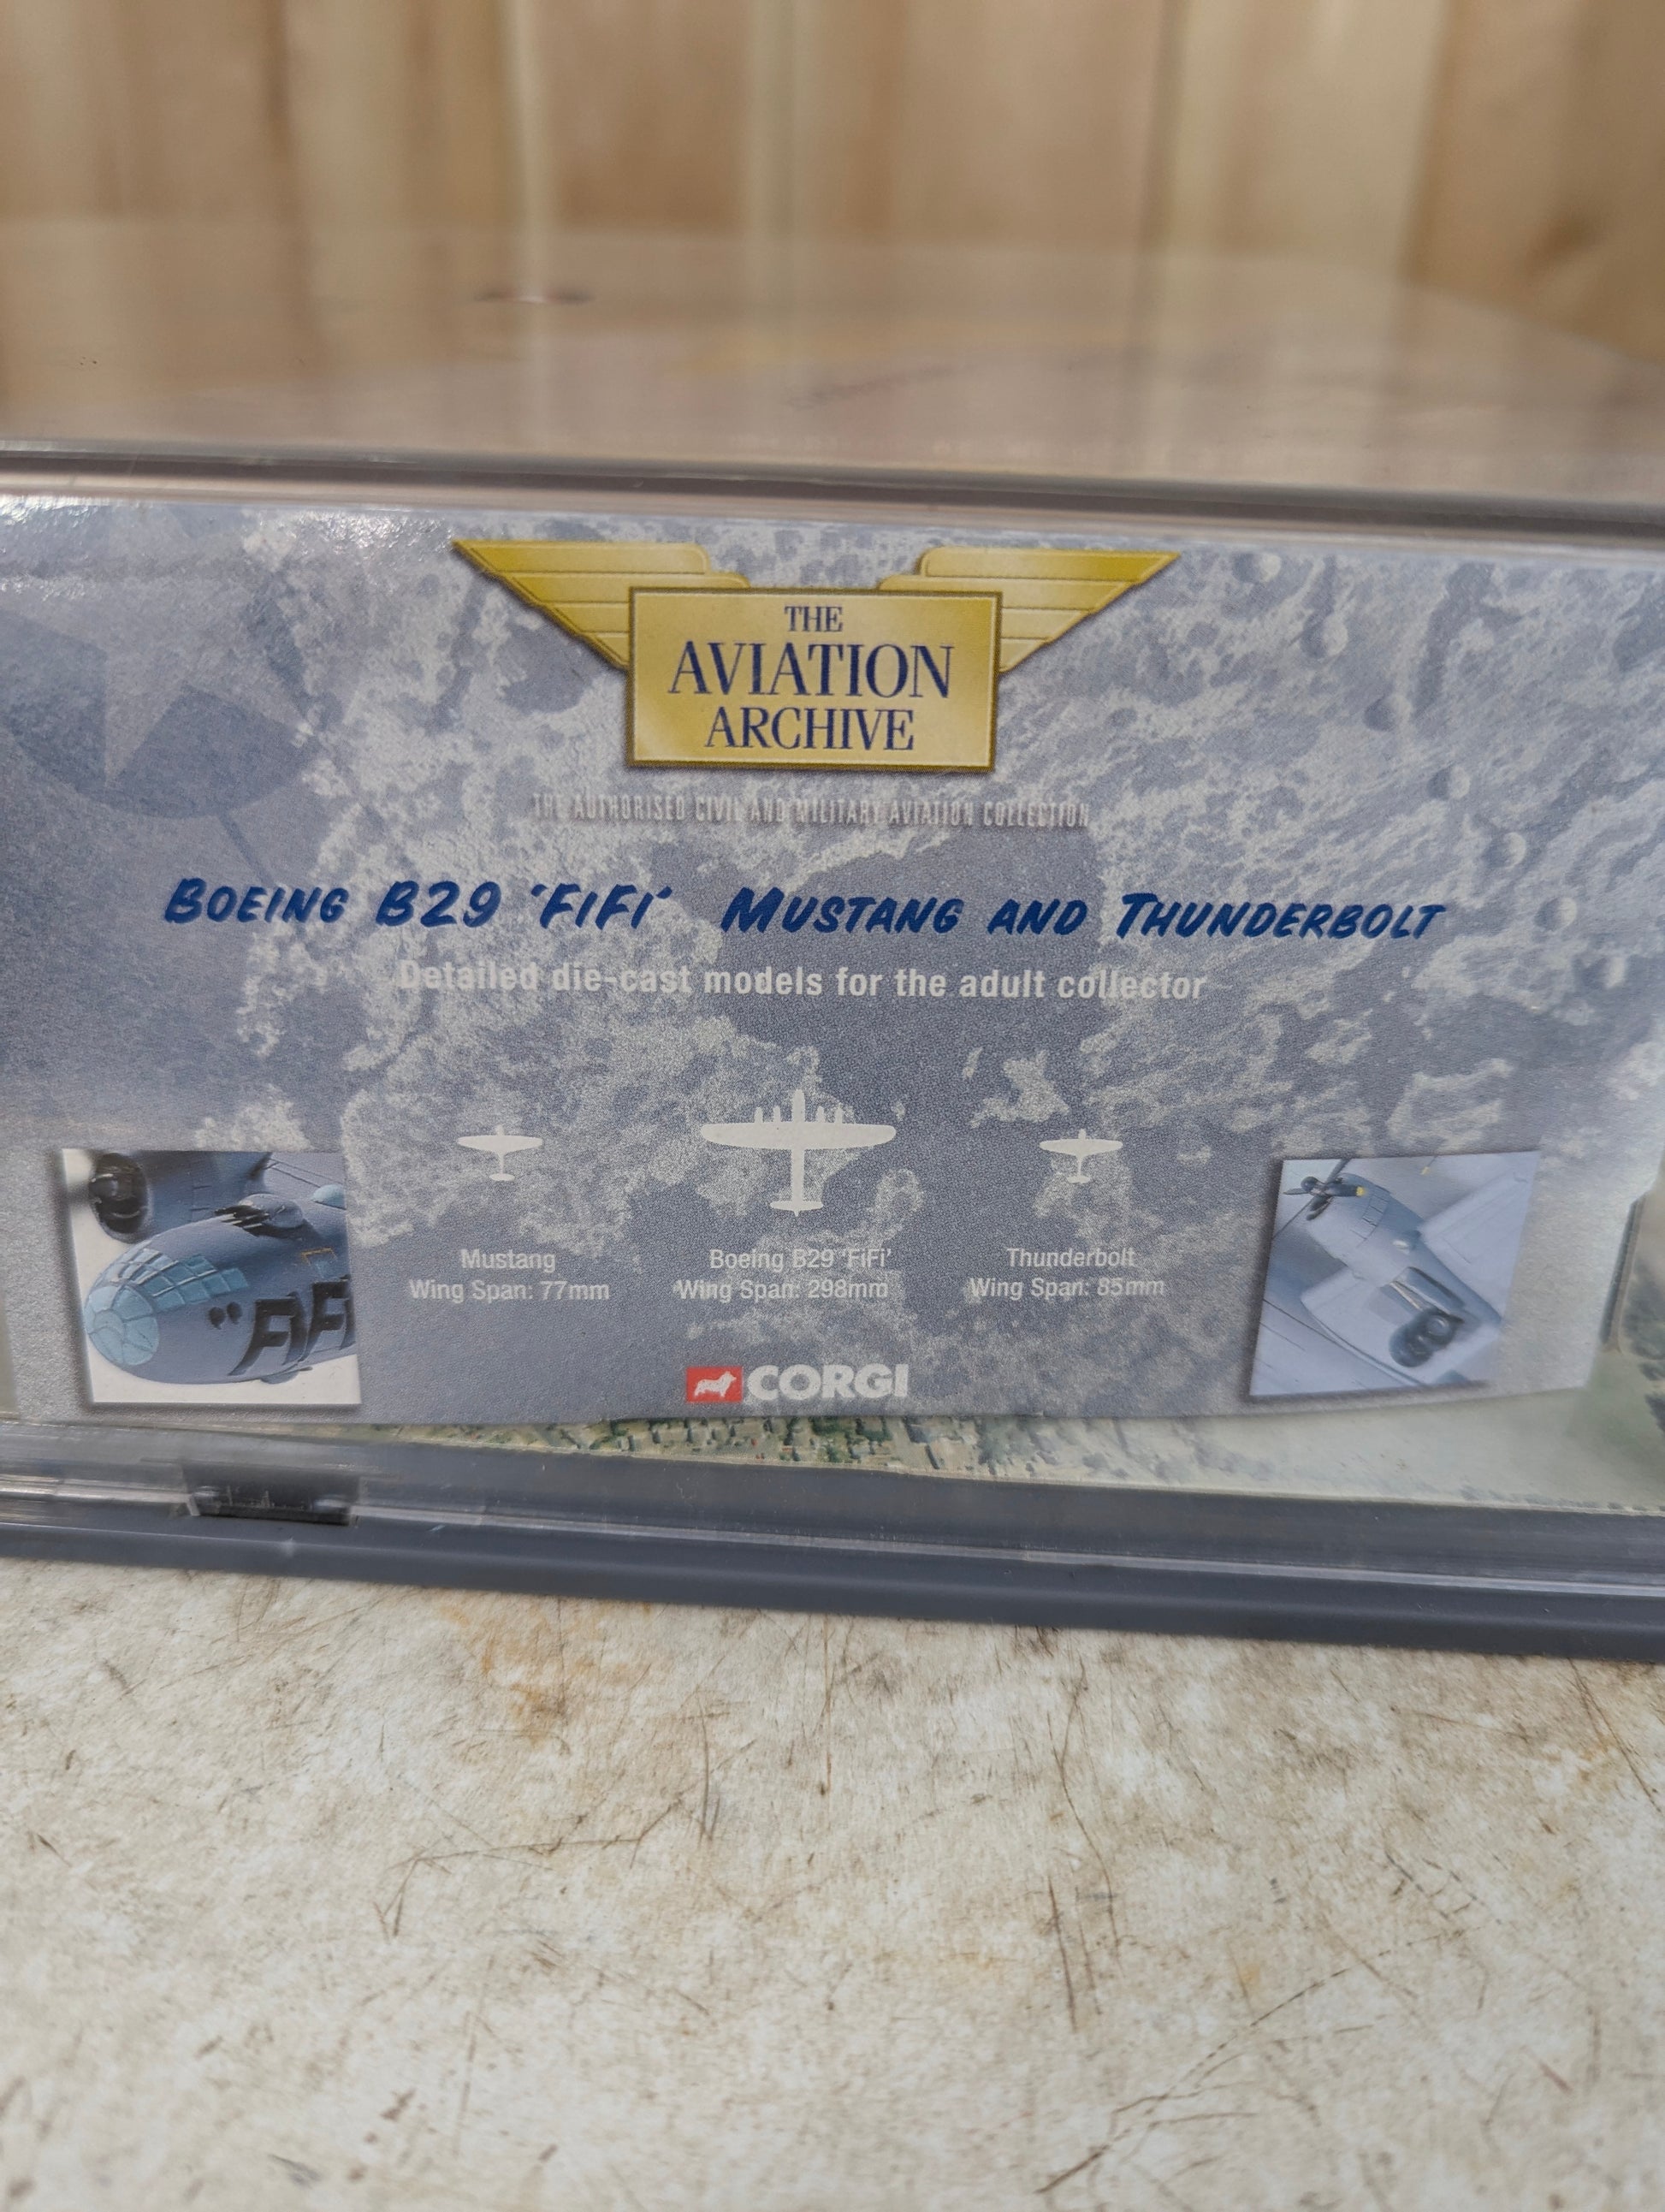 THE
AVIATION
ARCHIVE
THE AUTHORISED CIVIL AND MILITARY AVIATION COLLECTION
BOEING B29 'FIFI' MUSTANG AND THUNDERBOLT
Detailed die-cast models for the adult collector
Mustang
Wing Span: 77mm
Boeing B29 'FiFi'
Wing Span: 298mm
Thunderbolt
Wing Span: 85mm
"FIFI
CORGI